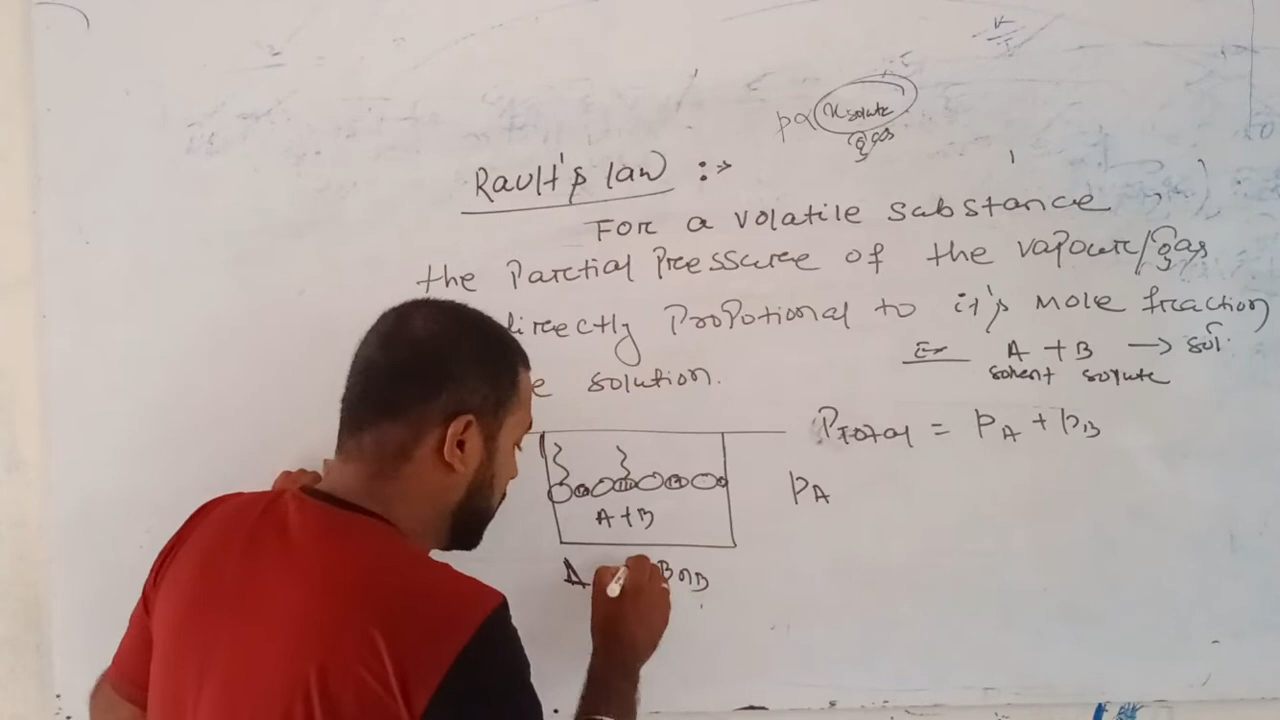 p∝ x solute
gas
Rault's law :→
For a volatile substance
the Partial Pressure of the vapour/gas
directly Propotional to it's mole fraction
Ex A + B → sol.
solvent solute
e solution.
P Total = pA + pB
A+B
pA
A B